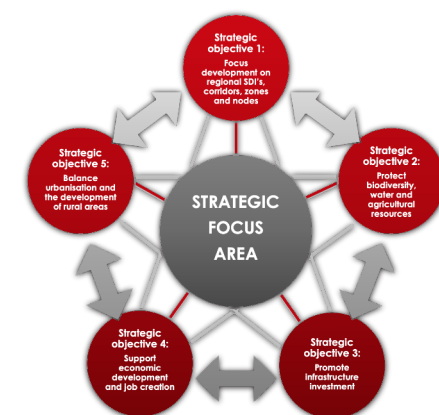 Strategic
objective 1:
Focus
development on
regional SDI's,
corridors, zones
and nodes
Strategic
objective 2:
Protect
biodiversity,
water and
agricultural
resources
Strategic
objective 3:
Promote
infrastructure
investment
Strategic
objective 4:
Support
economic
development
and job creation
Strategic
objective 5:
Balance
urbanisation and
the development
of rural areas
STRATEGIC
FOCUS
AREA